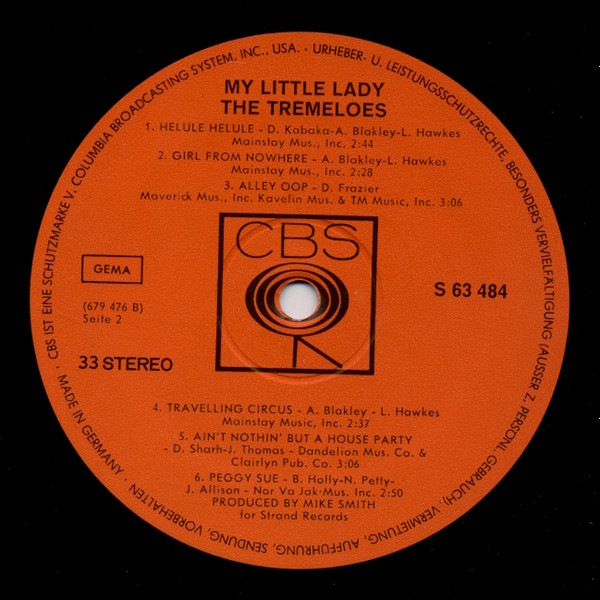 CBS IST EINE SCHUTZMARKE V. COLUMBIA BROADCASTING SYSTEM, INC., USA. · URHEBER- U. LEISTUNGSSCHUTZRECHTE, BESONDERS VERVIELFÄLTIGUNG (AUSSER Z. PERSÖNL. GEBRAUCH), VERMIETUNG, AUFFÜHRUNG, SENDUNG, VORBEHALTEN · MADE IN GERMANY ·
MY LITTLE LADY
THE TREMELOES
1. HELULE HELULE - D. Kabaka-A. Blakley-L. Hawkes
Mainstay Mus., Inc. 2:44
2. GIRL FROM NOWHERE - A. Blakley-L. Hawkes
Mainstay Mus., Inc. 2:28
3. ALLEY OOP - D. Frazier
Maverick Mus., Inc. Kavelin Mus. & TM Music, Inc. 3:06
CBS
GEMA
S 63 484
(679 476 B)
Seite 2
33 STEREO
4. TRAVELLING CIRCUS - A. Blakley - L. Hawkes
Mainstay Music, Inc. 2:37
5. AIN'T NOTHIN' BUT A HOUSE PARTY
- D. Sharh-J. Thomas - Dandelion Mus. Co. &
Clairlyn Pub. Co. 3:06
6. PEGGY SUE - B. Holly-N. Petty-
J. Allison - Nor Va Jak-Mus. Inc. 2:50
PRODUCED BY MIKE SMITH
for Strand Records